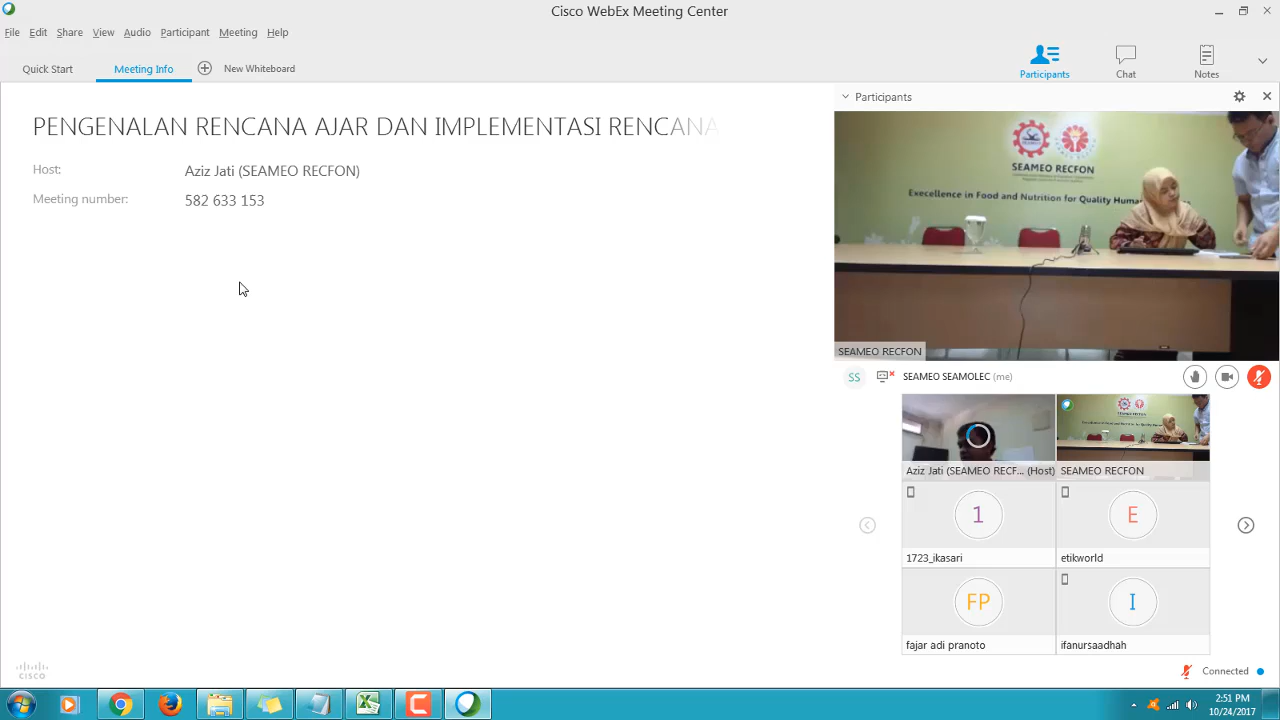 Cisco WebEx Meeting Center
File Edit Share View Audio Participant Meeting Help
Quick Start Meeting Info New Whiteboard
Participants Chat Notes
Participants
PENGENALAN RENCANA AJAR DAN IMPLEMENTASI RENCANA
Host: Aziz Jati (SEAMEO RECFON)
Meeting number: 582 633 153
SEAMEO RECFON
Execellence in Food and Nutrition for Quality Huma
SEAMEO RECFON
SS SEAMEO SEAMOLEC (me)
Aziz Jati (SEAMEO RECF... (Host) SEAMEO RECFON
1 E
1723_ikasari etikworld
FP I
fajar adi pranoto ifanursaadhah
cisco
Connected
2:51 PM
10/24/2017